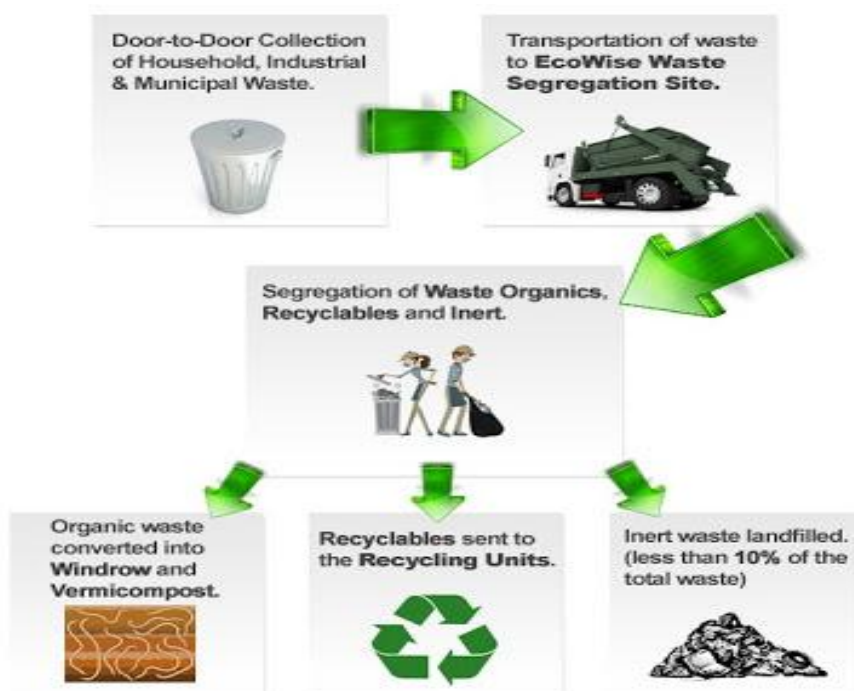 Door-to-Door Collection
of Household, Industrial
& Municipal Waste.
Transportation of waste
to EcoWise Waste
Segregation Site.
Segregation of Waste Organics,
Recyclables and Inert.
Organic waste
converted into
Windrow and
Vermicompost.
Recyclables sent to
the Recycling Units.
Inert waste landfilled.
(less than 10% of the
total waste)